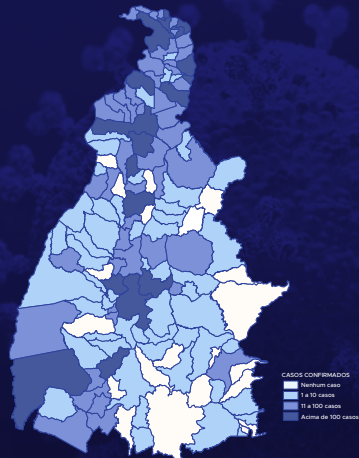 CASOS CONFIRMADOS
Nenhum caso
1 a 10 casos
11 a 100 casos
Acima de 100 casos